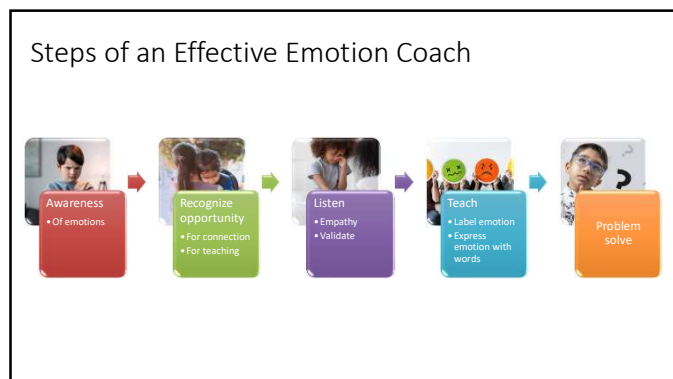 Steps of an Effective Emotion Coach
Awareness
• Of emotions
Recognize
opportunity
• For connection
• For teaching
Listen
• Empathy
• Validate
Teach
• Label emotion
• Express
emotion with
words
Problem
solve